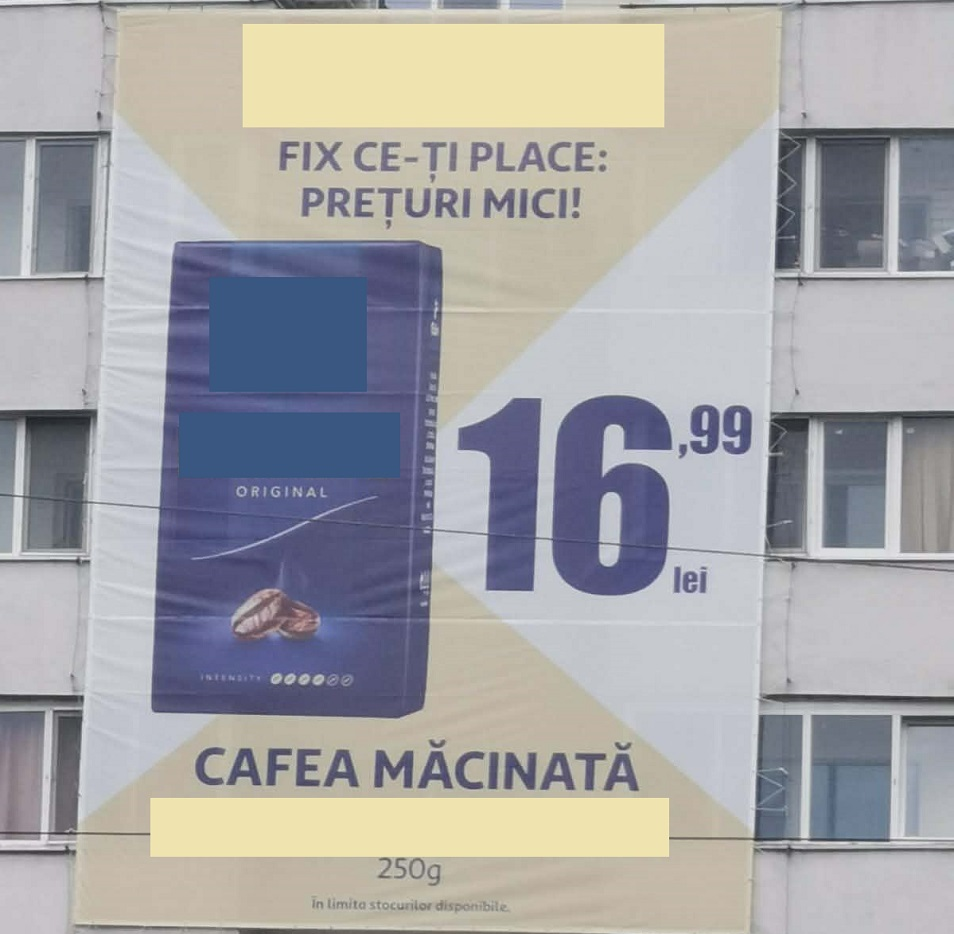 FIX CE-ȚI PLACE:
PREȚURI MICI!
ORIGINAL
INTENSITY
16,99
lei
CAFEA MĂCINATĂ
250g
în limita stocurilor disponibile.